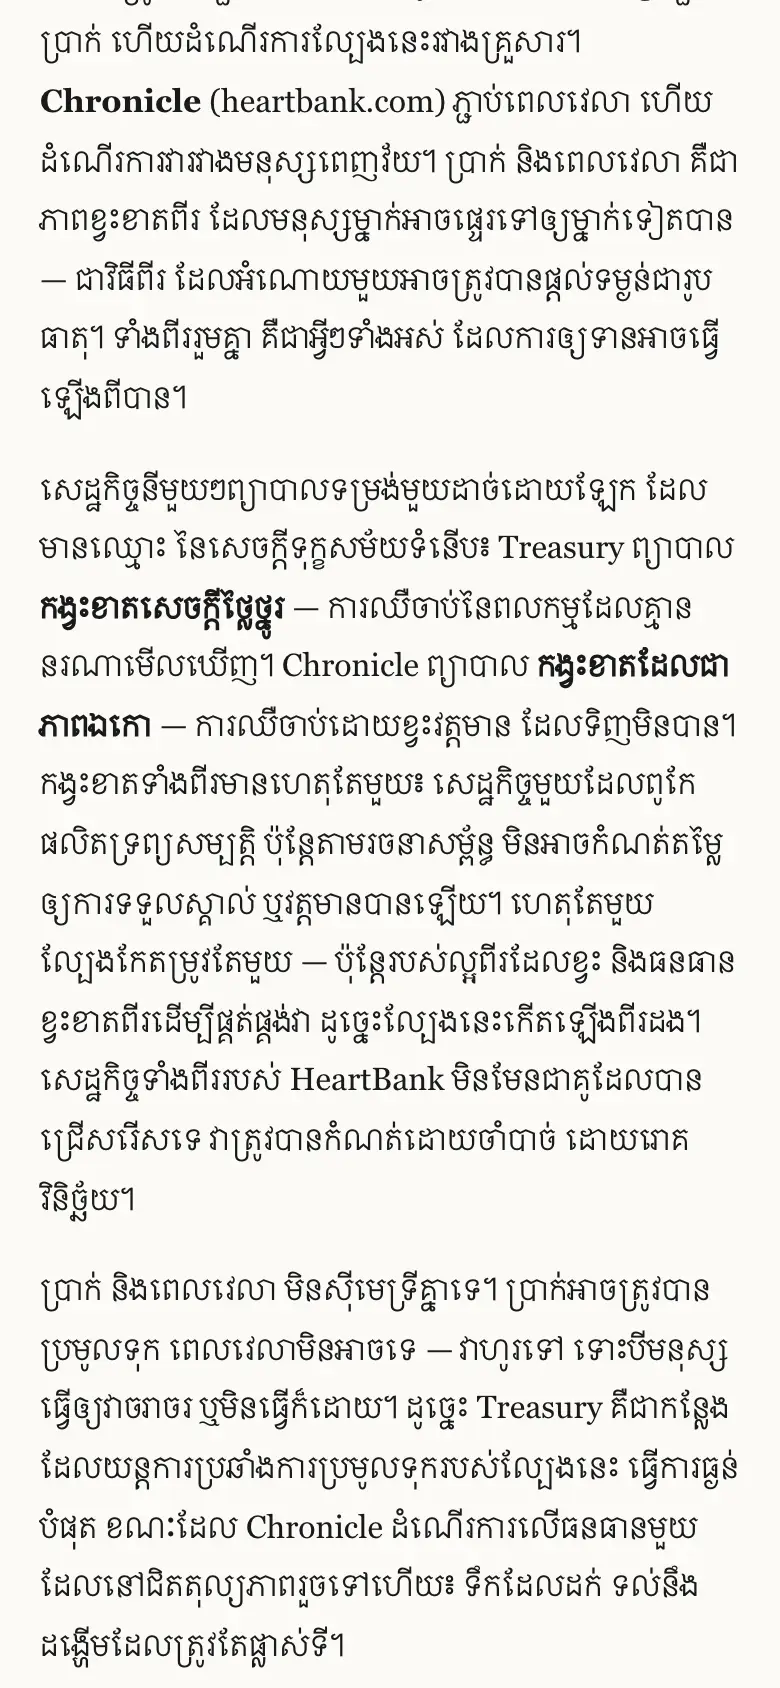 ប្រាក់ ហើយដំណើរការល្បែងនេះរវាងគ្រួសារ។
Chronicle (heartbank.com) ភ្ជាប់ពេលវេលា ហើយ
ដំណើរការវារវាងមនុស្សពេញវ័យ។ ប្រាក់ និងពេលវេលា គឺជា
ភាពខ្វះខាតពីរ ដែលមនុស្សម្នាក់អាចផ្ទេរទៅឲ្យម្នាក់ទៀតបាន
— ជាវិធីពីរ ដែលអំណោយមួយអាចត្រូវបានផ្ដល់ទម្ងន់ជារូប
ធាតុ។ ទាំងពីររួមគ្នា គឺជាអ្វីៗទាំងអស់ ដែលការឲ្យទានអាចធ្វើ
ឡើងពីបាន។
សេដ្ឋកិច្ចនីមួយៗព្យាបាលទម្រង់មួយដាច់ដោយឡែក ដែល
មានឈ្មោះ នៃសេចក្ដីទុក្ខសម័យទំនើប៖ Treasury ព្យាបាល
កង្វះខាតសេចក្ដីថ្លៃថ្នូរ — ការឈឺចាប់នៃពលកម្មដែលគ្មាន
នរណាមើលឃើញ។ Chronicle ព្យាបាល កង្វះខាតដែលជា
ភាពឯកោ — ការឈឺចាប់ដោយខ្វះវត្តមាន ដែលទិញមិនបាន។
កង្វះខាតទាំងពីរមានហេតុតែមួយ៖ សេដ្ឋកិច្ចមួយដែលពូកែ
ផលិតទ្រព្យសម្បត្តិ ប៉ុន្តែតាមរចនាសម្ព័ន្ធ មិនអាចកំណត់តម្លៃ
ឲ្យការទទួលស្គាល់ ឬវត្តមានបានឡើយ។ ហេតុតែមួយ
ល្បែងកែតម្រូវតែមួយ — ប៉ុន្តែរបស់ល្អពីរដែលខ្វះ និងធនធាន
ខ្វះខាតពីរដើម្បីផ្គត់ផ្គង់វា ដូច្នេះល្បែងនេះកើតឡើងពីរដង។
សេដ្ឋកិច្ចទាំងពីររបស់ HeartBank មិនមែនជាគូដែលបាន
ជ្រើសរើសទេ វាត្រូវបានកំណត់ដោយចាំបាច់ ដោយរោគ
វិនិច្ឆ័យ។
ប្រាក់ និងពេលវេលា មិនស៊ីមេទ្រីគ្នាទេ។ ប្រាក់អាចត្រូវបាន
ប្រមូលទុក ពេលវេលាមិនអាចទេ — វាហូរទៅ ទោះបីមនុស្ស
ធ្វើឲ្យវាចរាចរ ឬមិនធ្វើក៏ដោយ។ ដូច្នេះ Treasury គឺជាកន្លែង
ដែលយន្តការប្រឆាំងការប្រមូលទុករបស់ល្បែងនេះ ធ្វើការធ្ងន់
បំផុត ខណៈដែល Chronicle ដំណើរការលើធនធានមួយ
ដែលនៅជិតតុល្យភាពរួចទៅហើយ៖ ទឹកដែលដក់ ទល់នឹង
ដង្ហើមដែលត្រូវតែផ្លាស់ទី។